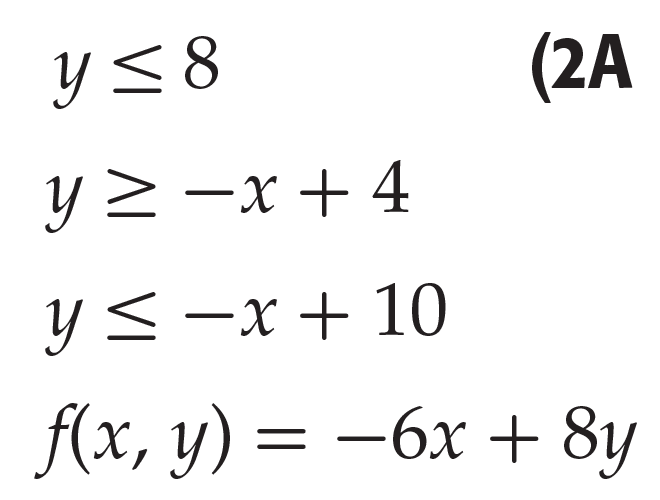 y ≤ 8 (2A
y ≥ −x + 4
y ≤ −x + 10
f(x, y) = −6x + 8y